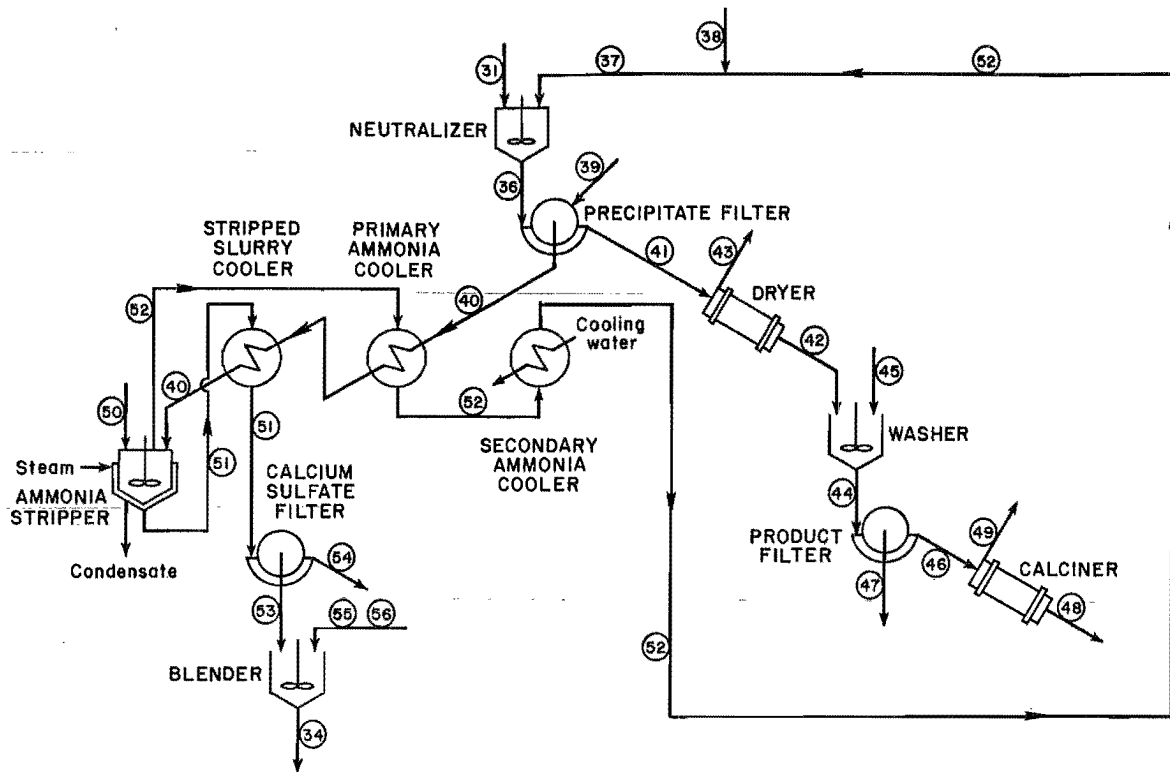 38
31
37
52
NEUTRALIZER
39
36
PRECIPITATE FILTER
STRIPPED
SLURRY
COOLER
PRIMARY
AMMONIA
COOLER
41
43
DRYER
52
40
Cooling
water
42
40
45
50
52
51
51
SECONDARY
AMMONIA
COOLER
WASHER
Steam
AMMONIA
STRIPPER
CALCIUM
SULFATE
FILTER
44
PRODUCT
FILTER
49
46
CALCINER
Condensate
54
47
48
53
55
56
52
BLENDER
34